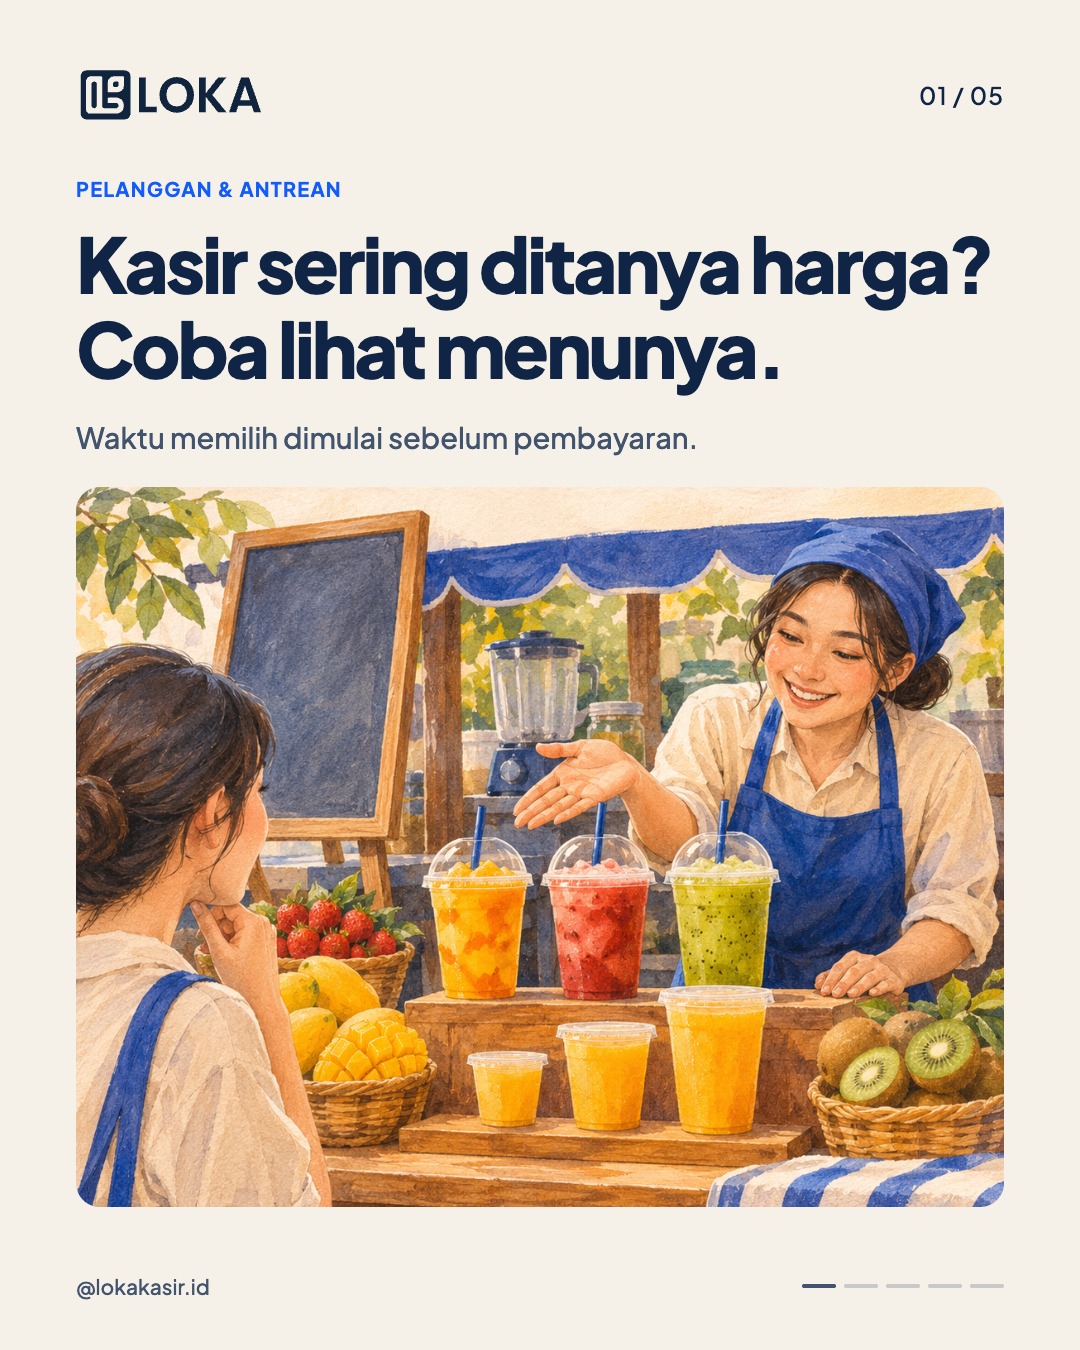 LOKA
01 / 05
PELANGGAN & ANTREAN
Kasir sering ditanya harga?
Coba lihat menunya.
Waktu memilih dimulai sebelum pembayaran.
@lokakasir.id